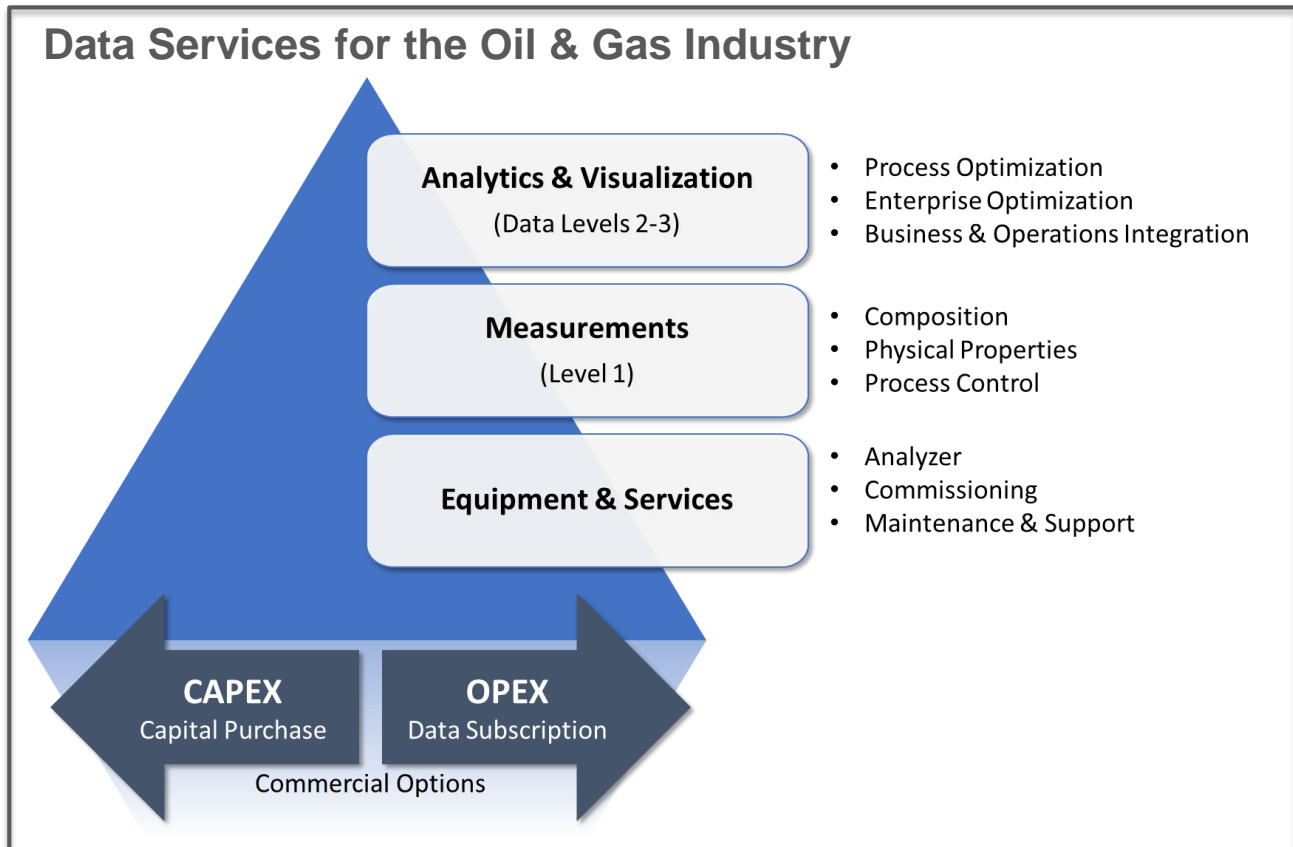 Data Services for the Oil & Gas Industry
Analytics & Visualization
(Data Levels 2-3)
• Process Optimization
• Enterprise Optimization
• Business & Operations Integration
Measurements
(Level 1)
• Composition
• Physical Properties
• Process Control
Equipment & Services
• Analyzer
• Commissioning
• Maintenance & Support
CAPEX
Capital Purchase
OPEX
Data Subscription
Commercial Options